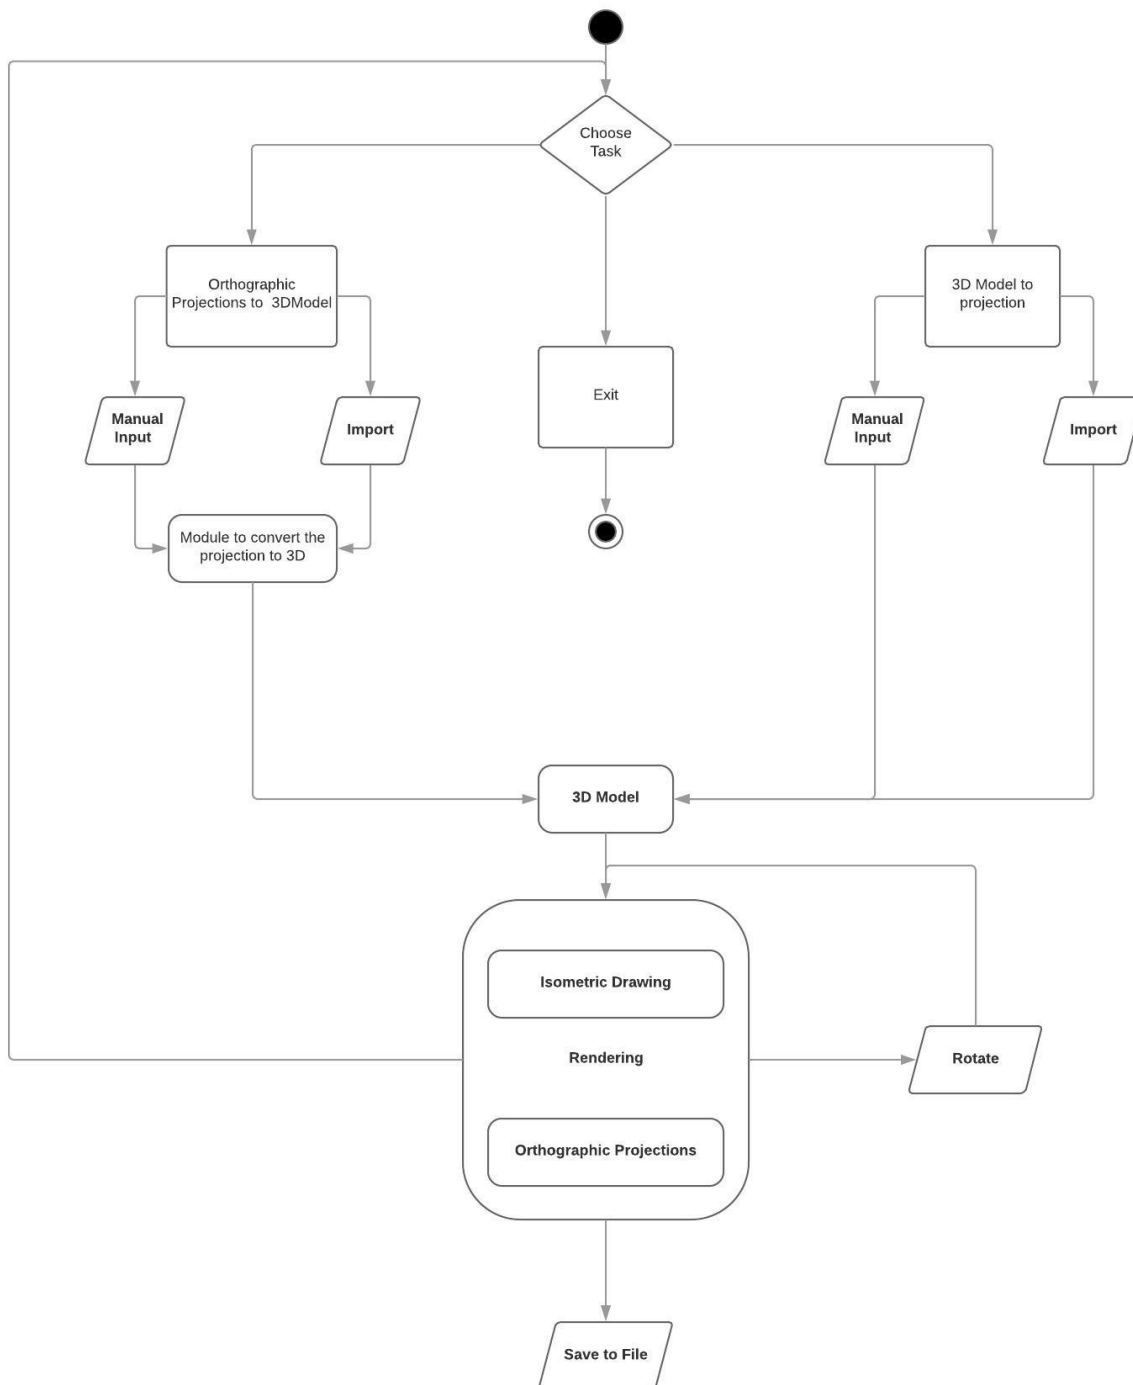 Choose
Task
Orthographic
Projections to  3DModel
3D Model to
projection
Exit
Manual
Input
Import
Manual
Input
Import
Module to convert the
projection to 3D
3D Model
Isometric Drawing
Rendering
Rotate
Orthographic Projections
Save to File